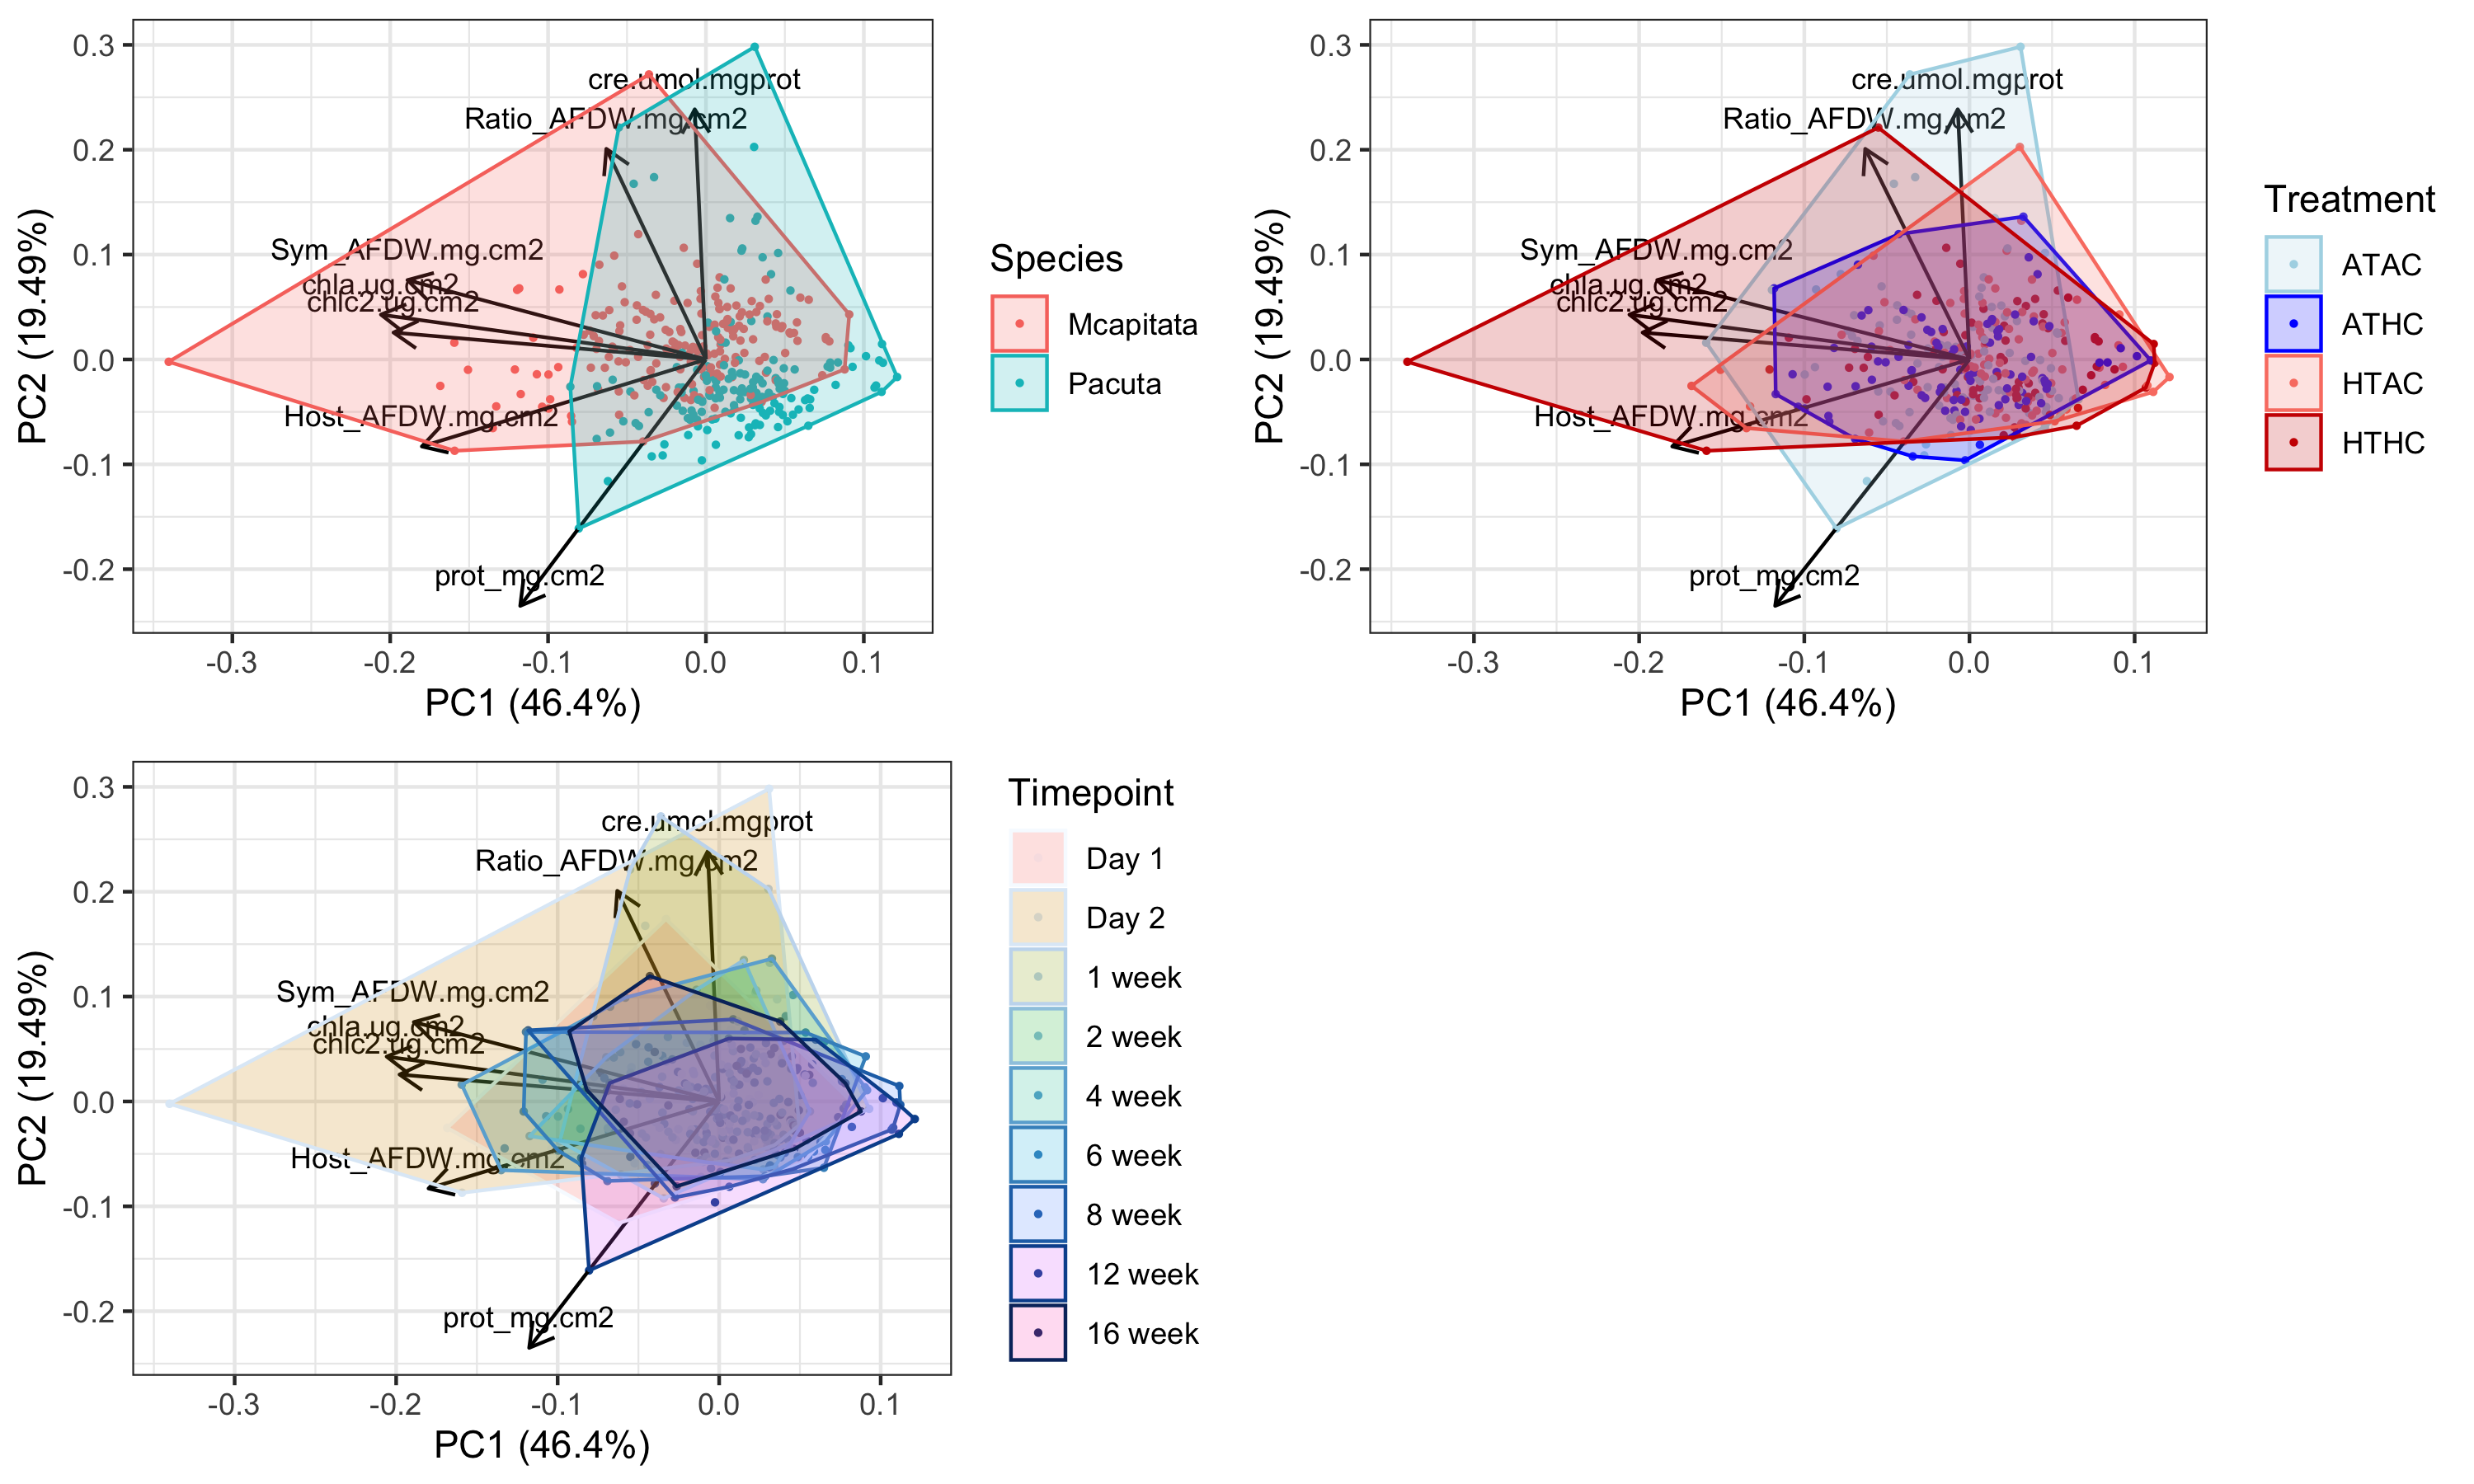 0.3
0.2
0.1
0.0
-0.1
-0.2
PC2 (19.49%)
cre.umol.mgprot
Ratio_AFDW.mg.cm2
Sym_AFDW.mg.cm2
chla.ug.cm2
chlc2.ug.cm2
Host_AFDW.mg.cm2
prot_mg.cm2
-0.3
-0.2
-0.1
0.0
0.1
PC1 (46.4%)
Species
Mcapitata
Pacuta
0.3
0.2
0.1
0.0
-0.1
-0.2
PC2 (19.49%)
cre.umol.mgprot
Ratio_AFDW.mg.cm2
Sym_AFDW.mg.cm2
chla.ug.cm2
chlc2.ug.cm2
Host_AFDW.mg.cm2
prot_mg.cm2
-0.3
-0.2
-0.1
0.0
0.1
PC1 (46.4%)
Treatment
ATAC
ATHC
HTAC
HTHC
0.3
0.2
0.1
0.0
-0.1
-0.2
PC2 (19.49%)
cre.umol.mgprot
Ratio_AFDW.mg.cm2
Sym_AFDW.mg.cm2
chla.ug.cm2
chlc2.ug.cm2
Host_AFDW.mg.cm2
prot_mg.cm2
-0.3
-0.2
-0.1
0.0
0.1
PC1 (46.4%)
Timepoint
Day 1
Day 2
1 week
2 week
4 week
6 week
8 week
12 week
16 week